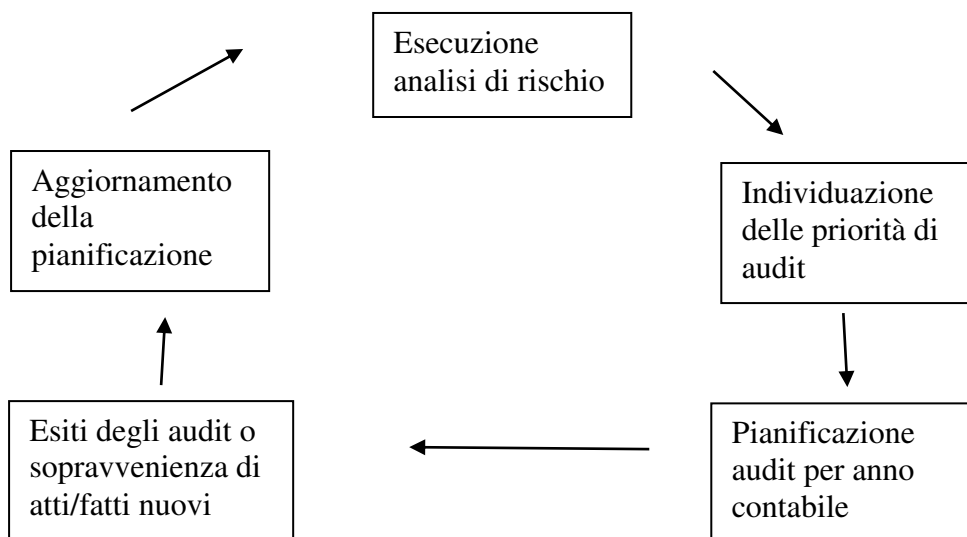 Esecuzione
analisi di rischio
Aggiornamento
della
pianificazione
Individuazione
delle priorità di
audit
Esiti degli audit o
sopravvenienza di
atti/fatti nuovi
Pianificazione
audit per anno
contabile